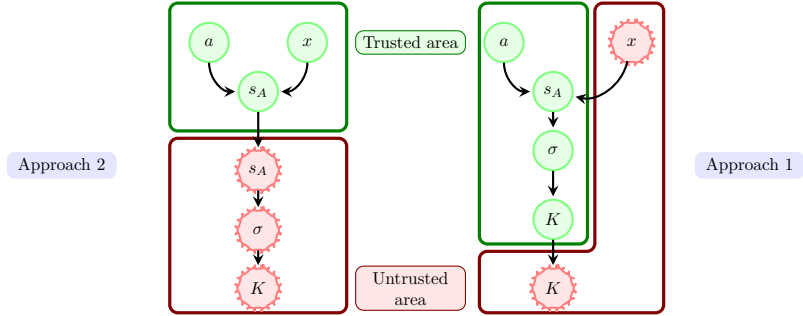 a
x
Trusted area
a
x
s_A
s_A
Approach 2
s_A
σ
Approach 1
σ
K
K
Untrusted
area
K